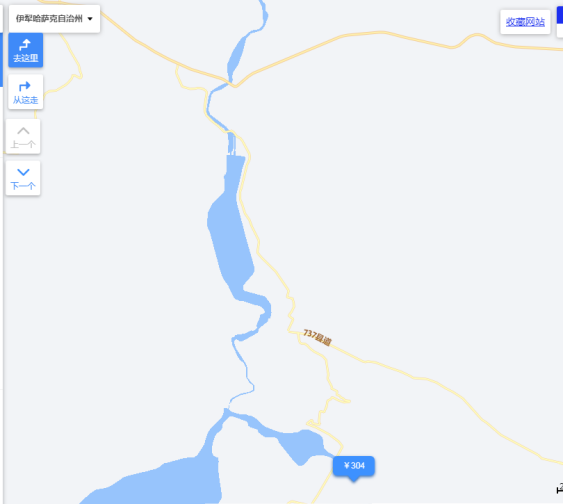 伊犁哈萨克自治州
收藏网站
去这里
从这走
上一个
下一个
737县道
¥304